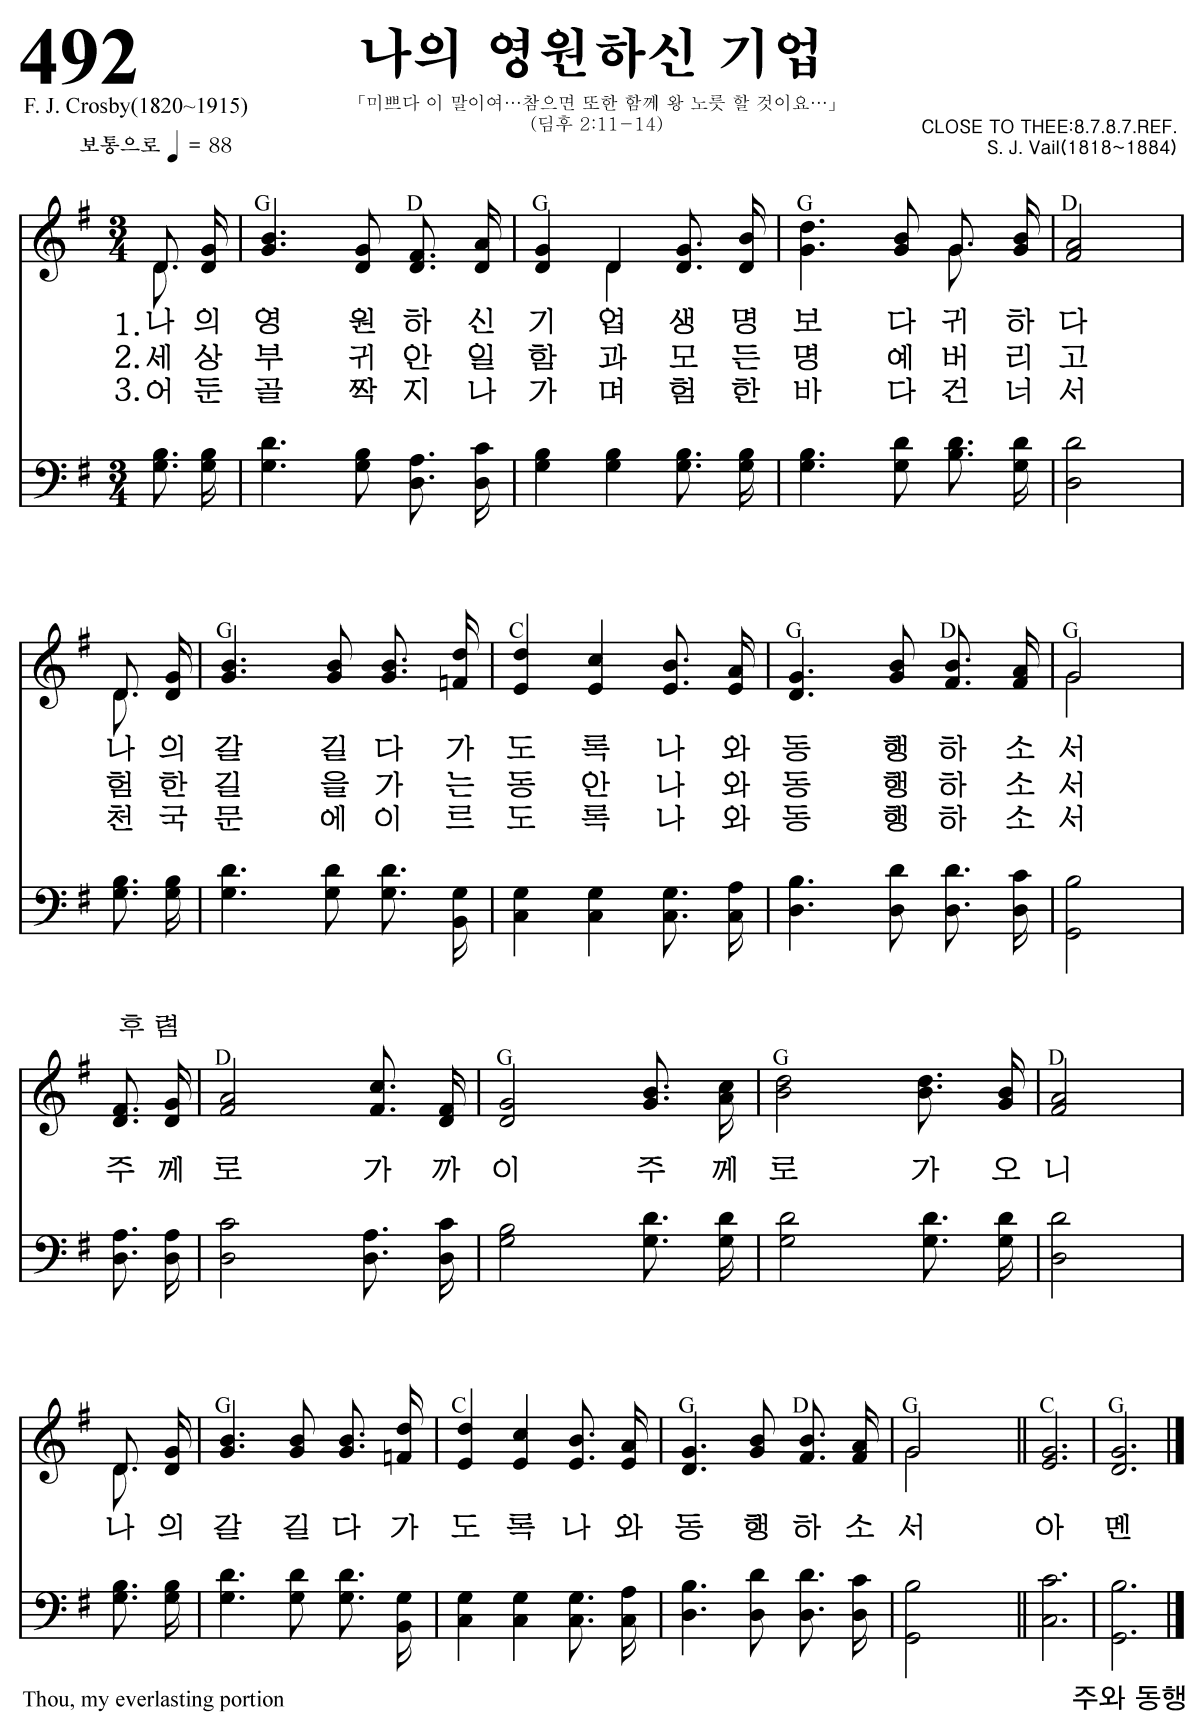 492
나의 영원하신 기업
F. J. Crosby(1820~1915)
「미쁘다 이 말이여…참으면 또한 함께 왕 노릇 할 것이요…」
(딤후 2:11-14)
보통으로 ♩ = 88
CLOSE TO THEE:8.7.8.7.REF.
S. J. Vail(1818~1884)
G D G G D
3 4
1.나 의 영 원 하 신 기 업 생 명 보 다 귀 하 다
2.세 상 부 귀 안 일 함 과 모 든 명 예 버 리 고
3.어 둔 골 짝 지 나 가 며 험 한 바 다 건 너 서
3 4
G C G D G
나 의 갈 길 다 가 도 록 나 와 동 행 하 소 서
험 한 길 을 가 는 동 안 나 와 동 행 하 소 서
천 국 문 에 이 르 도 록 나 와 동 행 하 소 서
후 렴
D G G D
주 께 로 가 까 이 주 께 로 가 오 니
G C G D G C G
나 의 갈 길 다 가 도 록 나 와 동 행 하 소 서 아 멘
Thou, my everlasting portion
주와 동행